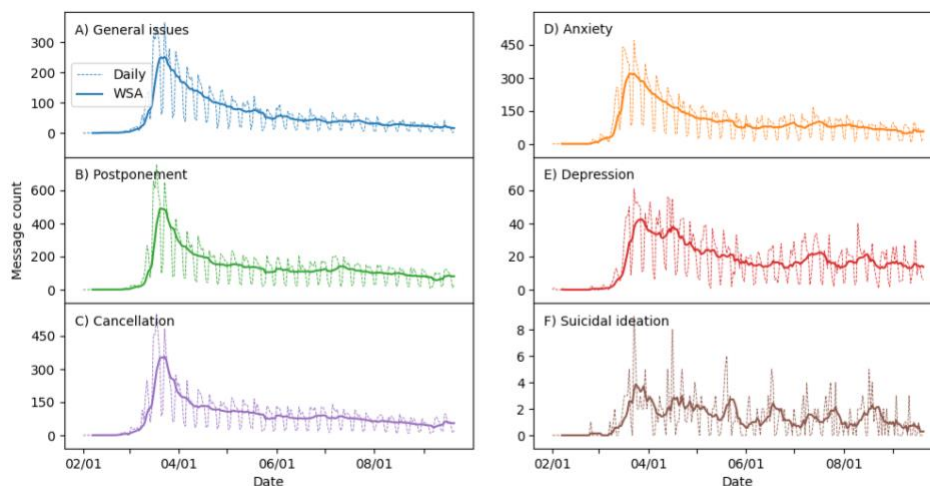 A) General issues
300
200
100
0
Daily
WSA
B) Postponement
600
400
200
0
Message count
C) Cancellation
450
300
150
0
02/01 04/01 06/01 08/01
Date
D) Anxiety
450
300
150
0
E) Depression
60
40
20
0
F) Suicidal ideation
8
6
4
2
0
02/01 04/01 06/01 08/01
Date